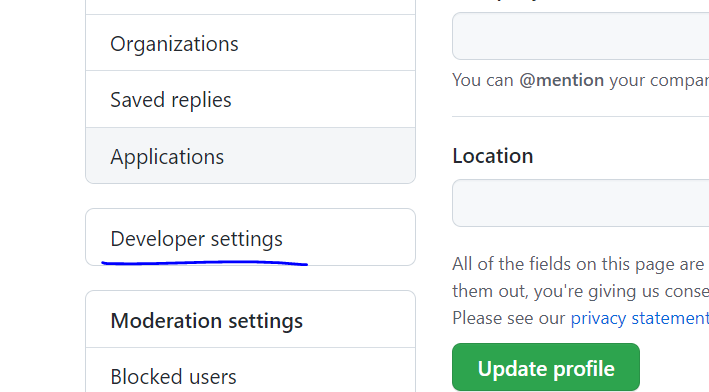 Organizations
Saved replies
Applications
Developer settings
Moderation settings
Blocked users
You can @mention your compan
Location
All of the fields on this page are
them out, you're giving us conse
Please see our privacy statement
Update profile